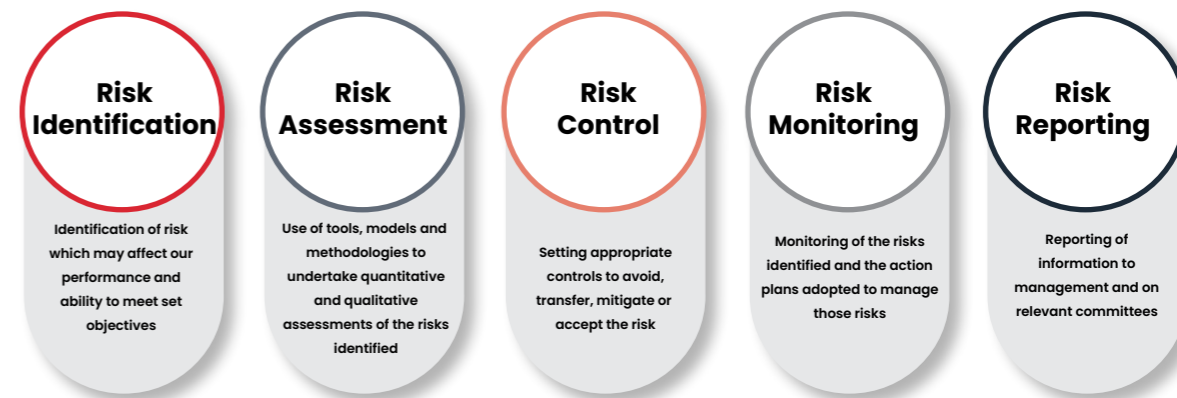 Risk
Identification
Identification of risk
which may affect our
performance and
ability to meet set
objectives
Risk
Assessment
Use of tools, models and
methodologies to
undertake quantitative
and qualitative
assessments of the risks
identified
Risk
Control
Setting appropriate
controls to avoid,
transfer, mitigate or
accept the risk
Risk
Monitoring
Monitoring of the risks
identified and the action
plans adopted to manage
those risks
Risk
Reporting
Reporting of
information to
management and on
relevant committees